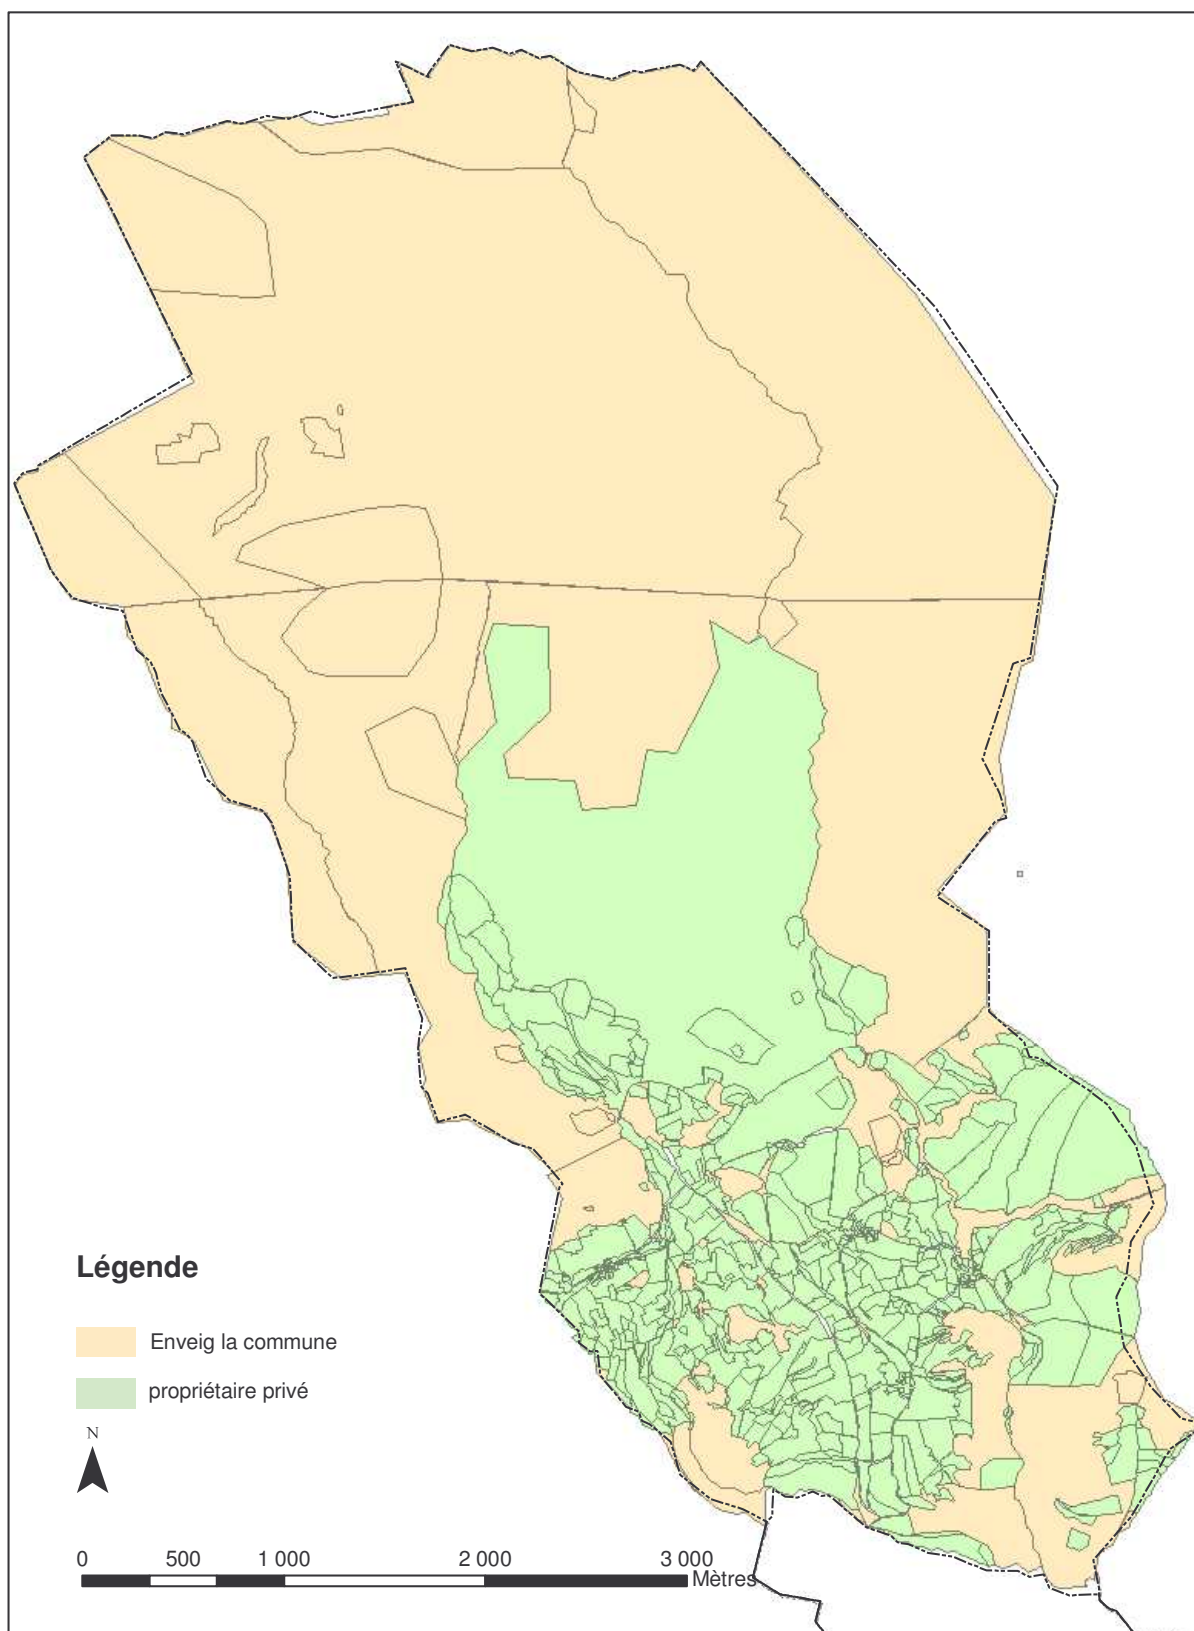 Légende
Enveig la commune
propriétaire privé
N
0 500 1 000 2 000 3 000
Mètres